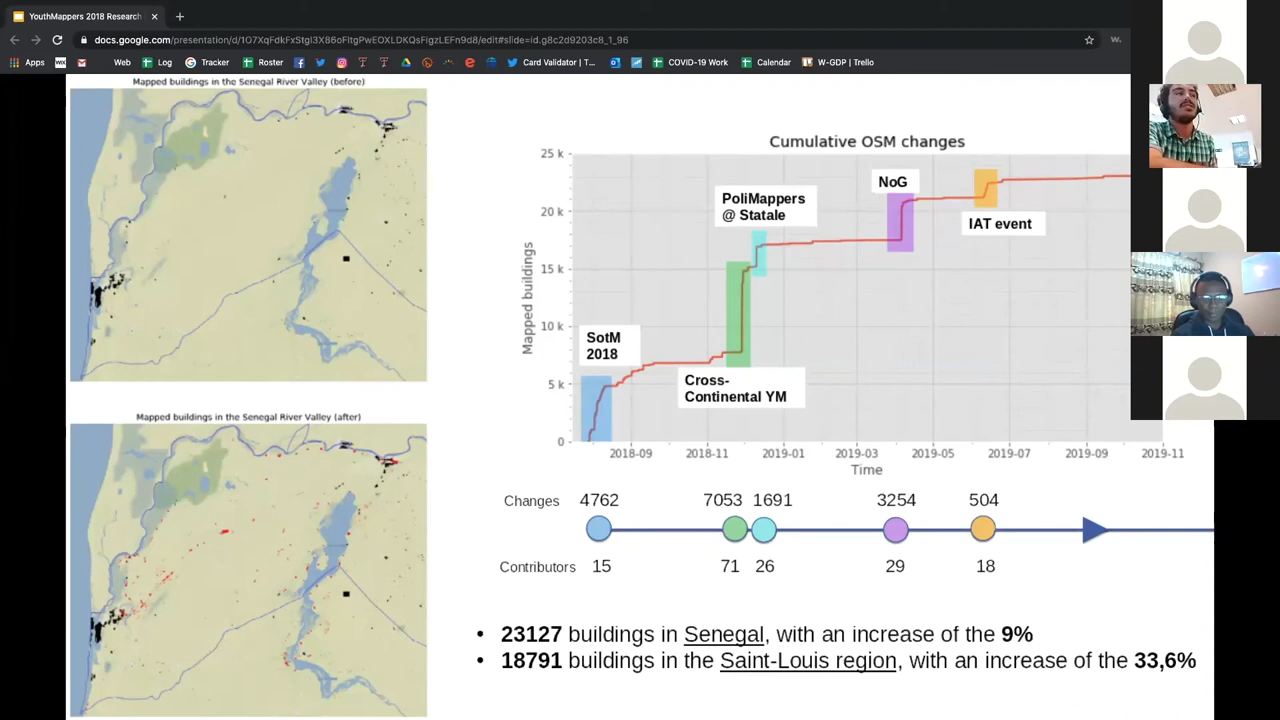 YouthMappers 2018 Research
docs.google.com/presentation/d/1O7XqFdkFxStgI3X86oFltgPwEOXLDKQsFigzLEFn9d8/edit#slide=id.g8c2d9203c8_1_96
Apps Web Log Tracker Roster Card Validator | T... COVID-19 Work Calendar W-GDP | Trello
Mapped buildings in the Senegal River Valley (before)
Mapped buildings in the Senegal River Valley (after)
Cumulative OSM changes
Mapped buildings
25 k
20 k
15 k
10 k
5 k
0
SotM
2018
Cross-
Continental YM
PoliMappers
@ Statale
NoG
IAT event
2018-09 2018-11 2019-01 2019-03 2019-05 2019-07 2019-09 2019-11
Time
Changes 4762 7053 1691 3254 504
Contributors 15 71 26 29 18
• 23127 buildings in Senegal, with an increase of the 9%
• 18791 buildings in the Saint-Louis region, with an increase of the 33,6%